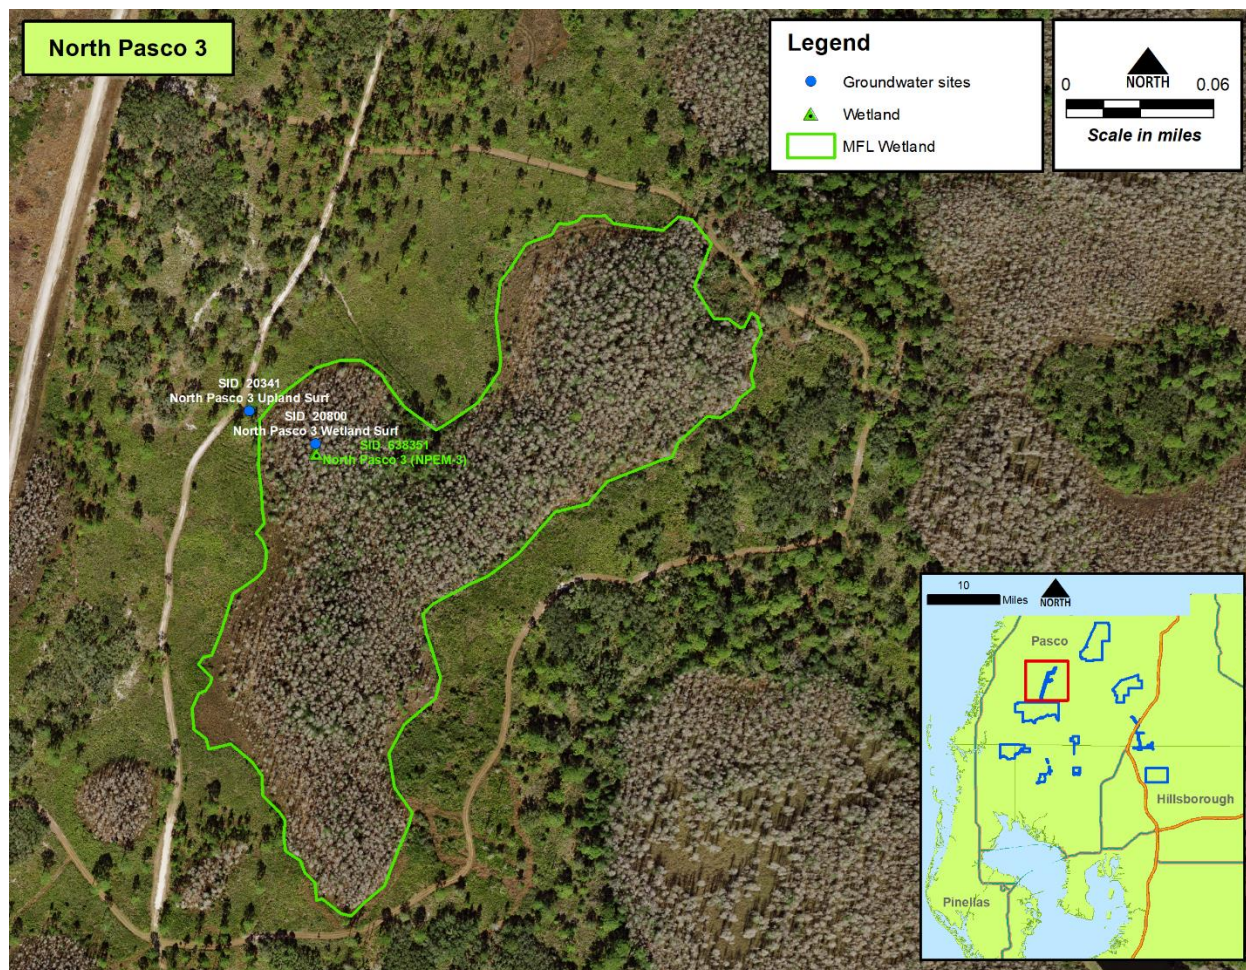 North Pasco 3
Legend
Groundwater sites
Wetland
MFL Wetland
NORTH
0 0.06
Scale in miles
SID 20341
North Pasco 3 Upland Surf
SID 20800
North Pasco 3 Wetland Surf
SID 638351
North Pasco 3 (NPEM-3)
10
Miles
NORTH
Pasco
Hillsborough
Pinellas